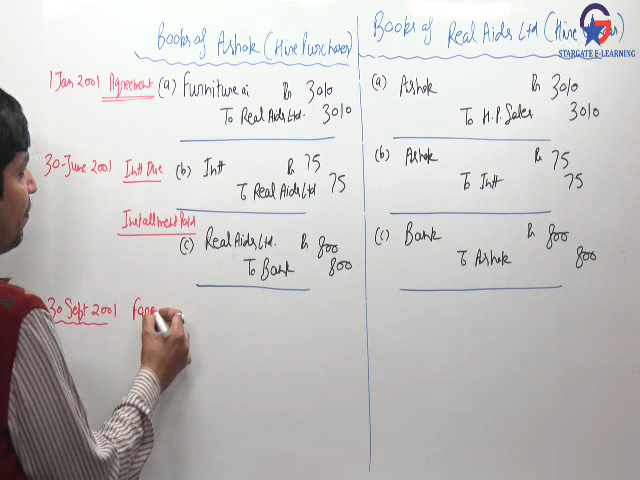 Books of Ashok (Hire Purchaser)
Books of Real Aids Ltd (Hire
STARGATE E-LEARNING
1 Jan 2001 Agreement (a) Furniture a/c Dr 3010
To Real Aids Ltd. 3010
(a) Ashok Dr 3010
To H.P. Sales 3010
30-June 2001 Intt Due (b) Intt Dr 75
To Real Aids Ltd 75
(b) Ashok Dr 75
To Intt 75
Installment Paid
(c) Real Aids Ltd. Dr 800
To Bank 800
(c) Bank Dr 800
To Ashok 800
30 Sept 2001